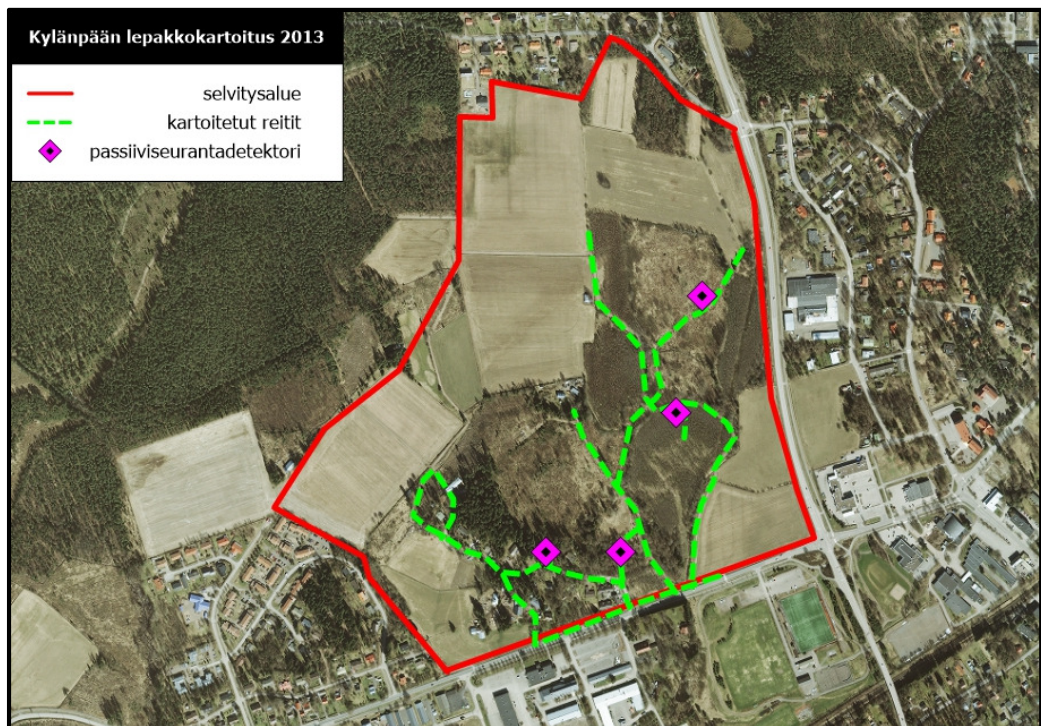 Kylänpään lepakkokartoitus 2013
selvitysalue
kartoitetut reitit
passiiviseurantadetektori